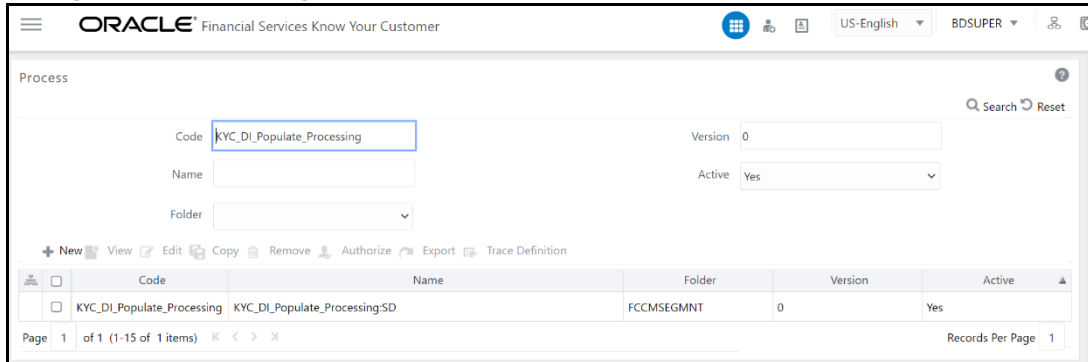 ORACLE® Financial Services Know Your Customer US-English BDSUPER
Process
Search Reset
Code KYC_DI_Populate_Processing Version 0
Name Active Yes
Folder
New View Edit Copy Remove Authorize Export Trace Definition
Code Name Folder Version Active
KYC_DI_Populate_Processing KYC_DI_Populate_Processing:SD FCCMSEGMNT 0 Yes
Page 1 of 1 (1-15 of 1 items) Records Per Page 1